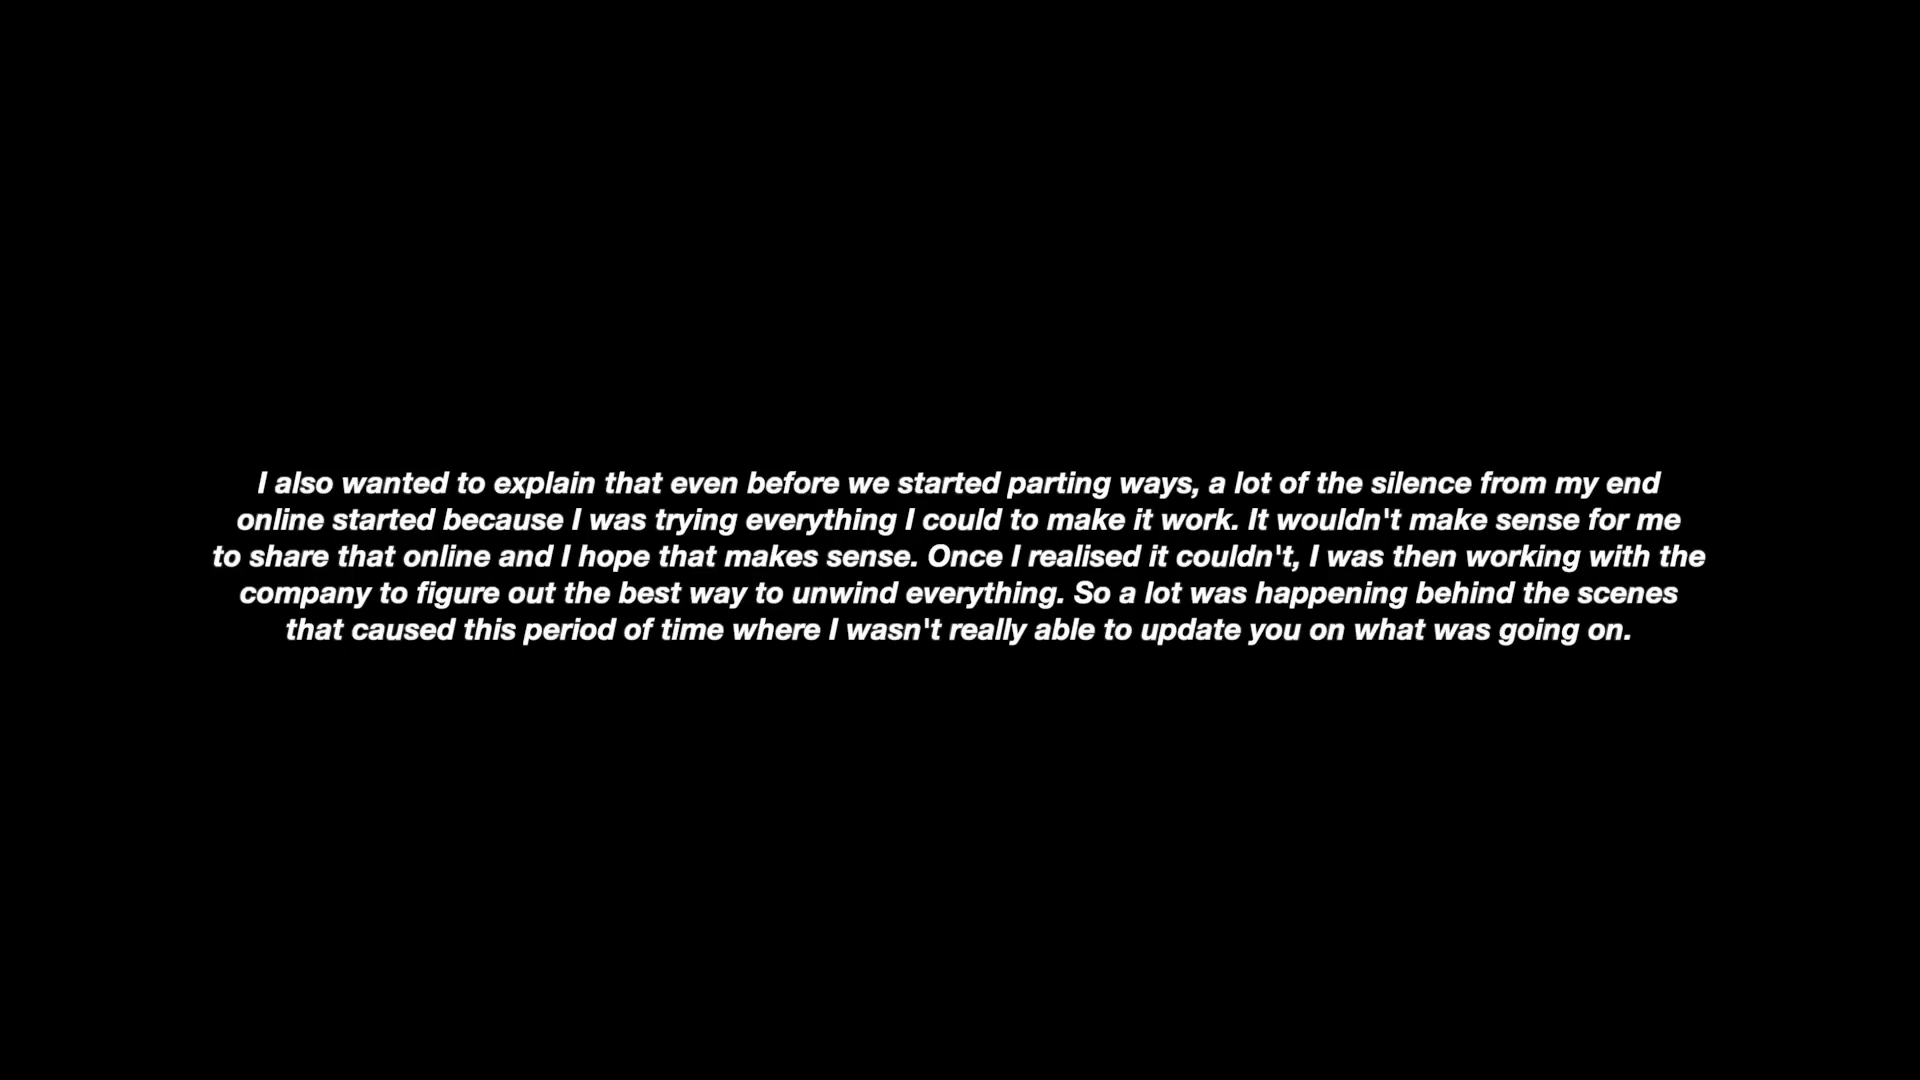 I also wanted to explain that even before we started parting ways, a lot of the silence from my end
online started because I was trying everything I could to make it work. It wouldn't make sense for me
to share that online and I hope that makes sense. Once I realised it couldn't, I was then working with the
company to figure out the best way to unwind everything. So a lot was happening behind the scenes
that caused this period of time where I wasn't really able to update you on what was going on.